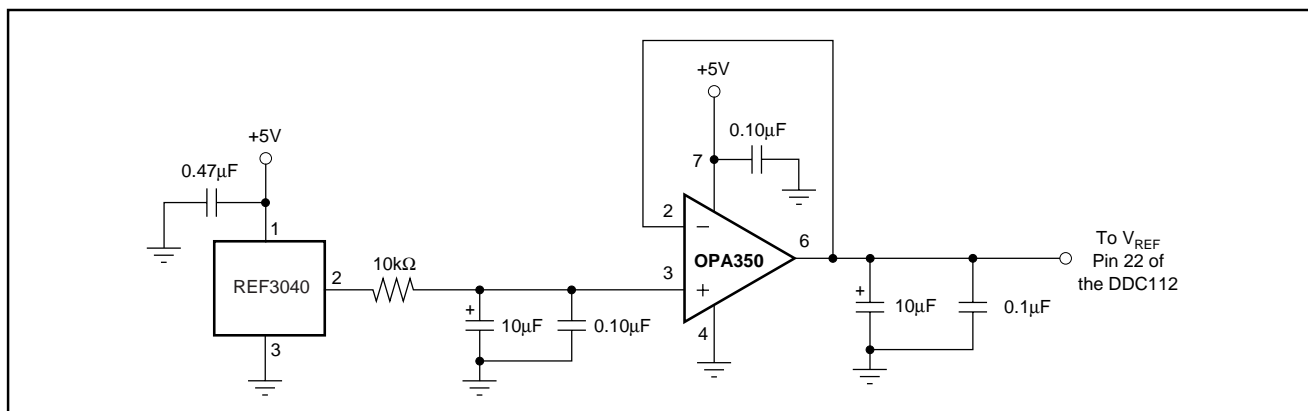 +5V
0.47µF
1
REF3040
2
3
10kΩ
+
10µF
0.10µF
+5V
7
0.10µF
2
−
OPA350
3
+
4
6
+
10µF
0.1µF
To VREF
Pin 22 of
the DDC112